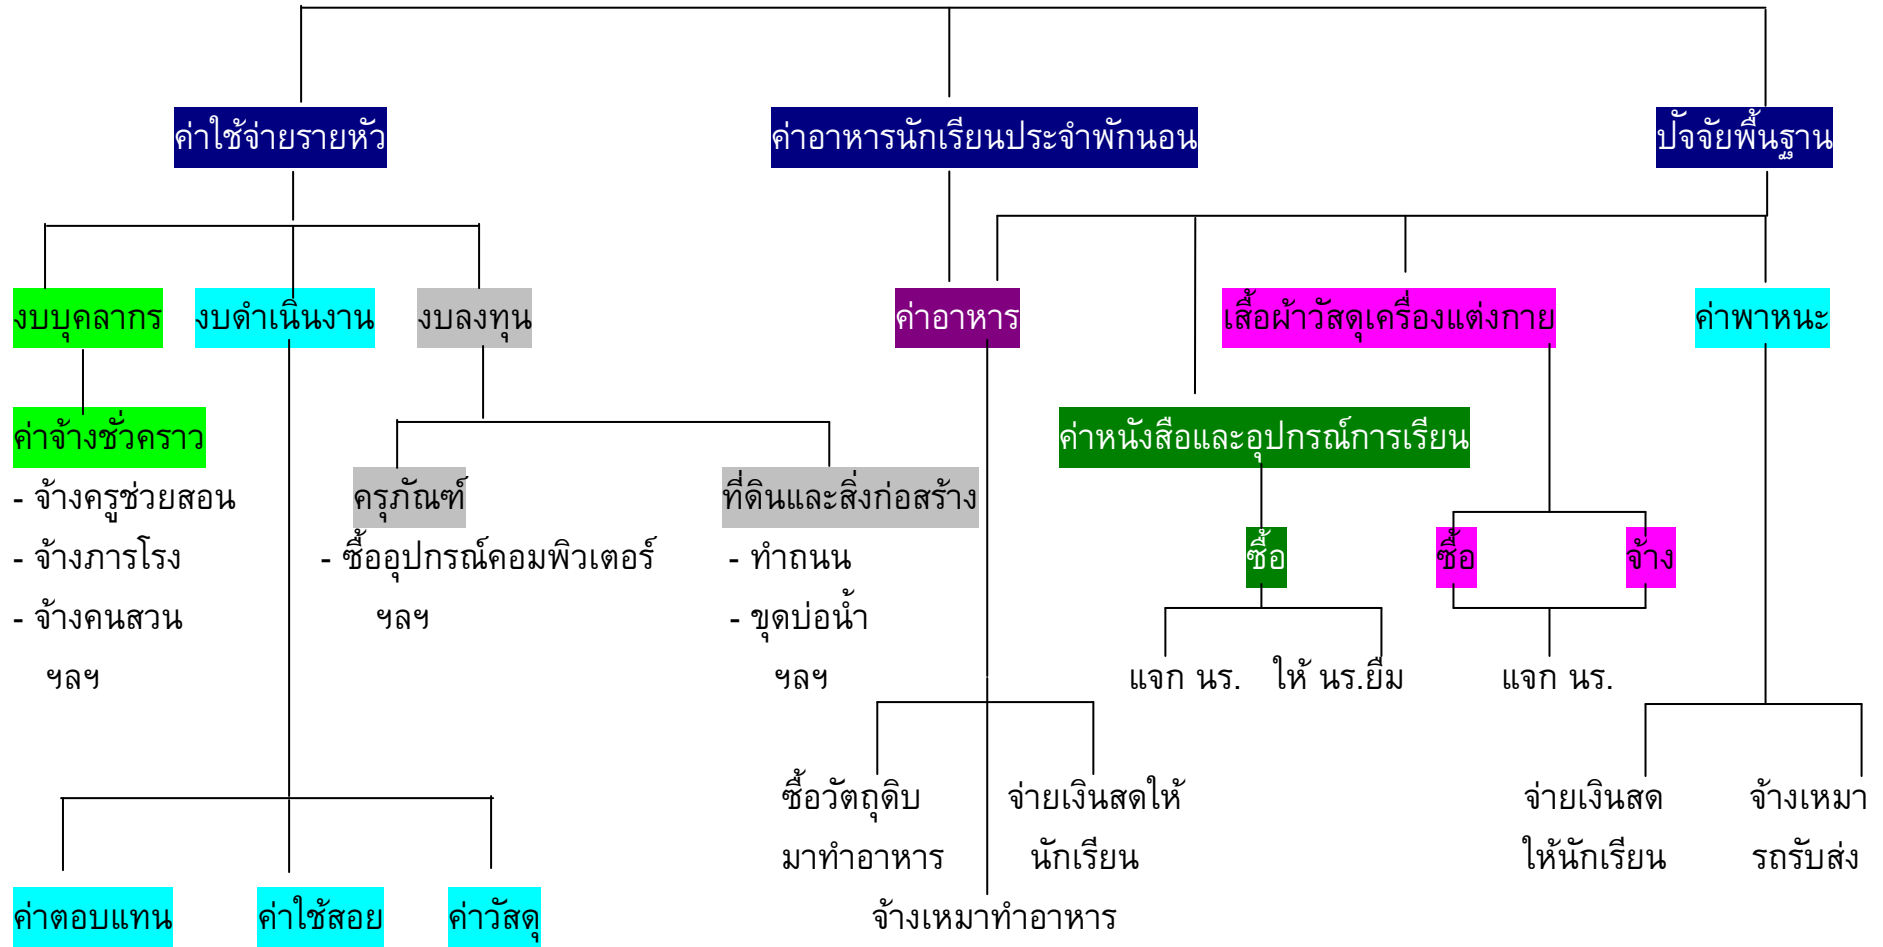 ค่าใช้จ่ายรายหัว
ค่าอาหารนักเรียนประจำพักนอน
ปัจจัยพื้นฐาน
งบบุคลากร
งบดำเนินงาน
งบลงทุน
ค่าอาหาร
เสื้อผ้าวัสดุเครื่องแต่งกาย
ค่าพาหนะ
ค่าจ้างชั่วคราว
ค่าหนังสือและอุปกรณ์การเรียน
- จ้างครูช่วยสอน
ครุภัณฑ์
ที่ดินและสิ่งก่อสร้าง
- จ้างภารโรง
- ซื้ออุปกรณ์คอมพิวเตอร์
- ทำถนน
ซื้อ
ซื้อ
จ้าง
- จ้างคนสวน
ฯลฯ
- ขุดบ่อน้ำ
ฯลฯ
ฯลฯ
แจก นร.
ให้ นร.ยืม
แจก นร.
ซื้อวัตถุดิบ
มาทำอาหาร
จ่ายเงินสดให้
นักเรียน
จ่ายเงินสด
ให้นักเรียน
จ้างเหมา
รถรับส่ง
ค่าตอบแทน
ค่าใช้สอย
ค่าวัสดุ
จ้างเหมาทำอาหาร